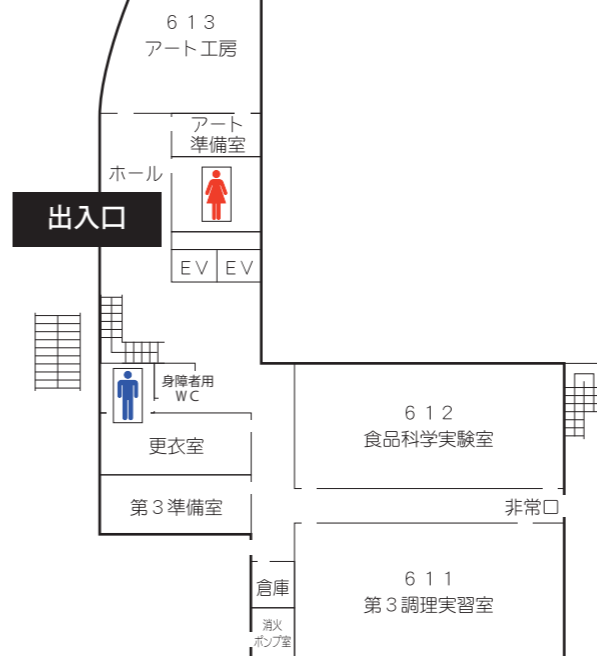 ６１３
アート工房
アート
準備室
ホール
出入口
ＥＶ
ＥＶ
身障者用
ＷＣ
更衣室
６１２
食品科学実験室
第３準備室
非常口
倉庫
６１１
第３調理実習室
消火
ポンプ室